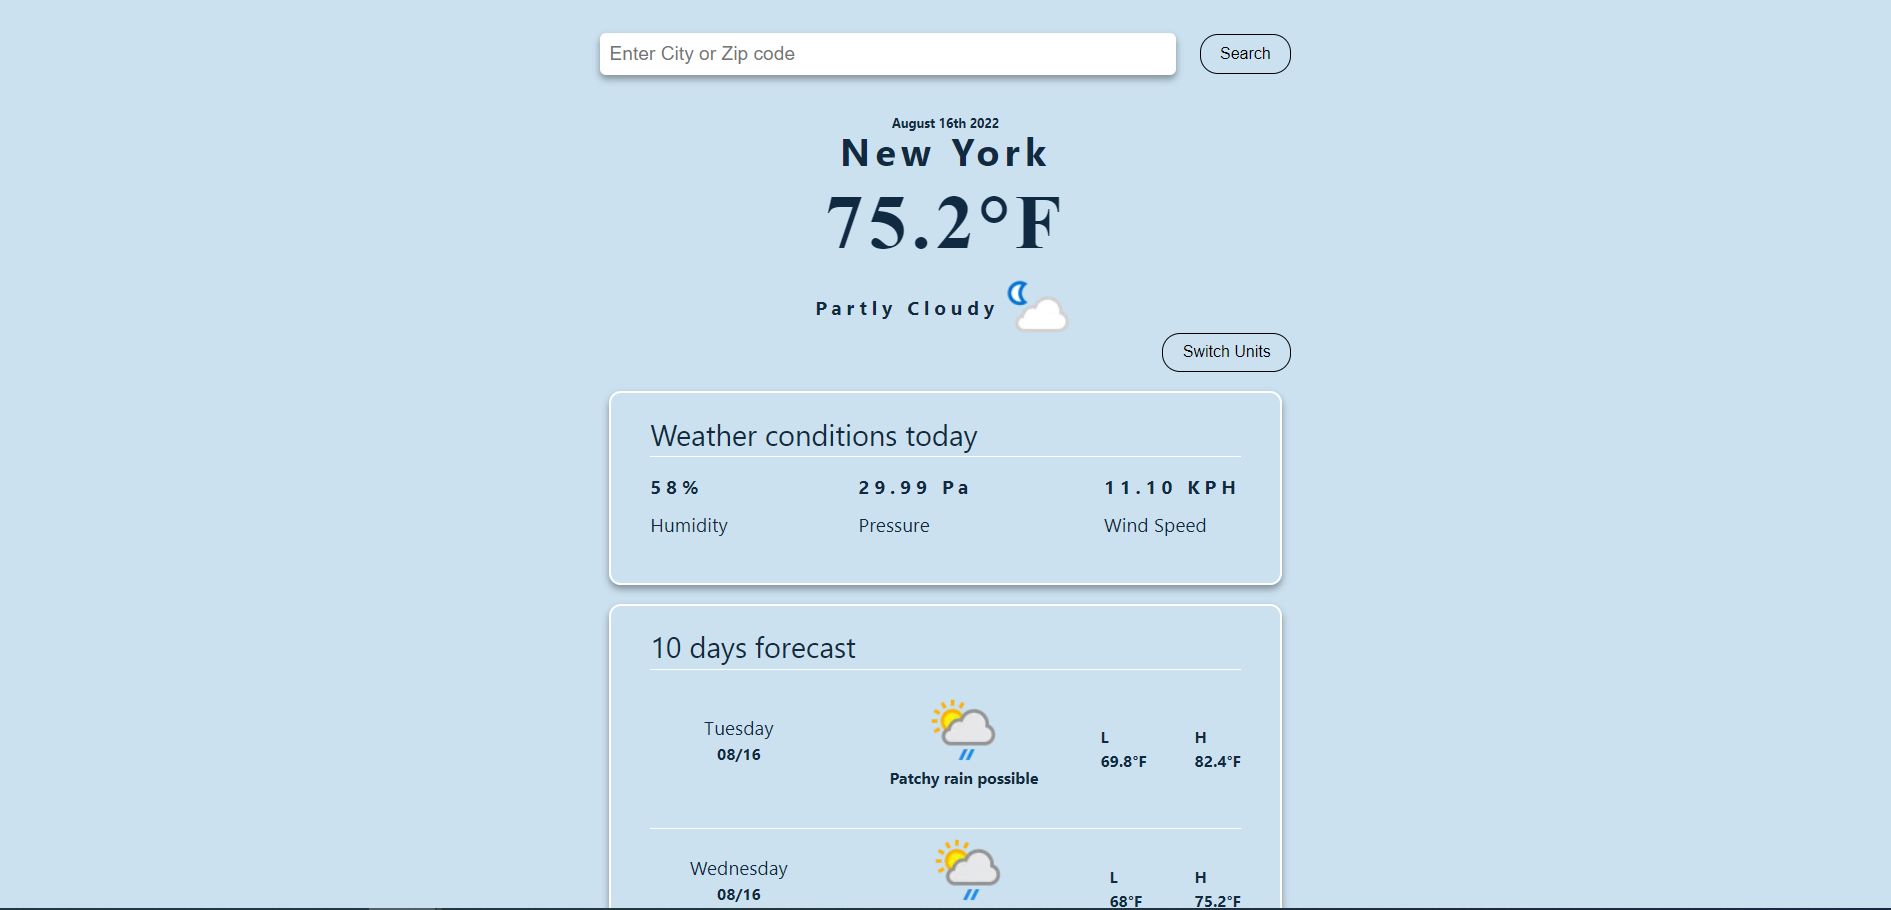 Enter City or Zip code
Search
August 16th 2022
New York
75.2°F
Partly Cloudy
Switch Units
Weather conditions today
58% 29.99 Pa 11.10 KPH
Humidity Pressure Wind Speed
10 days forecast
Tuesday
08/16
Patchy rain possible
L H
69.8°F 82.4°F
Wednesday
08/16
L H
68°F 75.2°F